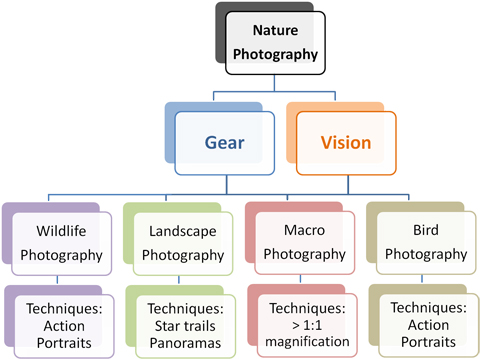 Nature
Photography
Gear
Vision
Wildlife
Photography
Landscape
Photography
Macro
Photography
Bird
Photography
Techniques:
Action
Portraits
Techniques:
Star trails
Panoramas
Techniques:
> 1:1
magnification
Techniques:
Action
Portraits